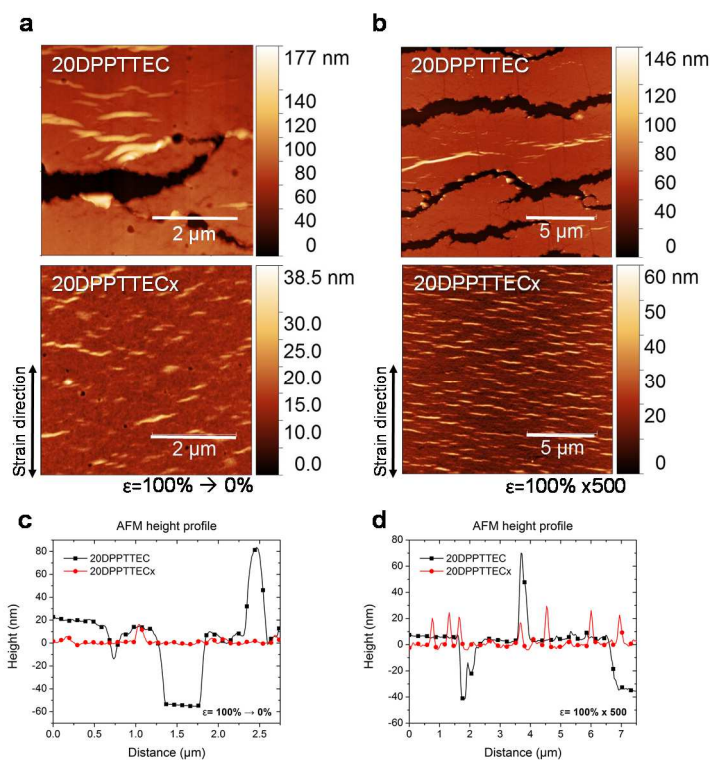 a
20DPPTTEC
177 nm
140
120
100
80
60
40
20
0
2 μm
20DPPTTECx
38.5 nm
30.0
25.0
20.0
15.0
10.0
5.0
0.0
2 μm
Strain direction
ε=100% → 0%
b
20DPPTTEC
146 nm
120
100
80
60
40
0
5 μm
20DPPTTECx
60 nm
50
40
30
20
0
5 μm
Strain direction
ε=100% x500
c
AFM height profile
20DPPTTEC
20DPPTTECx
80
60
40
20
0
-20
-40
-60
Height (nm)
0.0
0.5
1.0
1.5
2.0
2.5
Distance (μm)
ε= 100% → 0%
d
AFM height profile
20DPPTTEC
20DPPTTECx
80
60
40
20
0
-20
-40
-60
Height (nm)
0
1
2
3
4
5
6
7
Distance (μm)
ε= 100% x 500